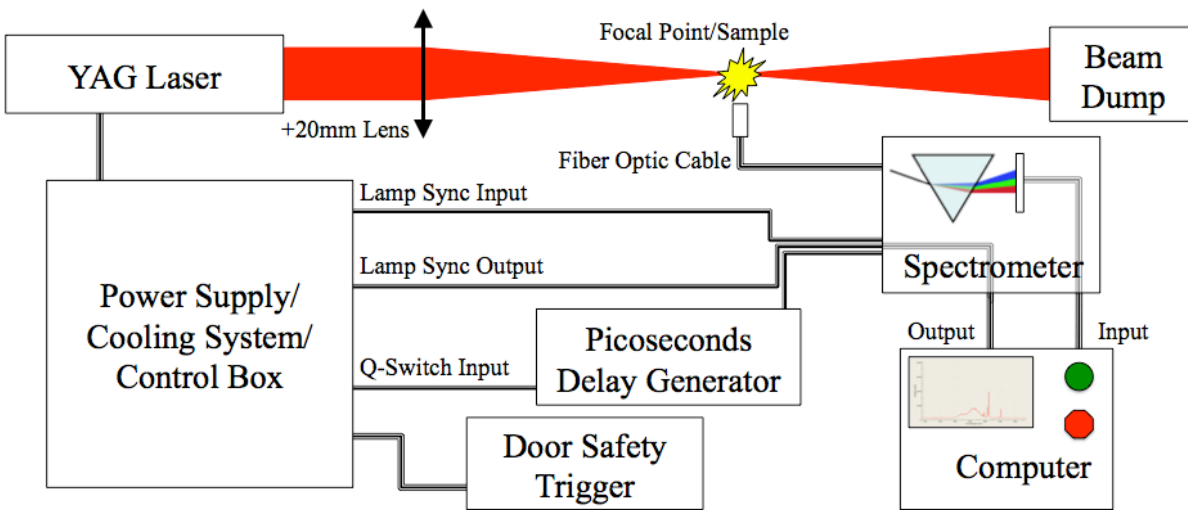 YAG Laser
+20mm Lens
Focal Point/Sample
Beam
Dump
Fiber Optic Cable
Lamp Sync Input
Lamp Sync Output
Spectrometer
Power Supply/
Cooling System/
Control Box
Q-Switch Input
Picoseconds
Delay Generator
Output
Input
Door Safety
Trigger
Computer